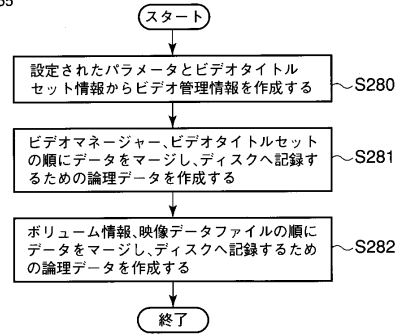 スタート
設定されたパラメータとビデオタイトル
セット情報からビデオ管理情報を作成する
S280
ビデオマネージャー、ビデオタイトルセット
の順にデータをマージし、ディスクへ記録す
るための論理データを作成する
S281
ボリューム情報、映像データファイルの順に
データをマージし、ディスクへ記録するため
の論理データを作成する
S282
終了